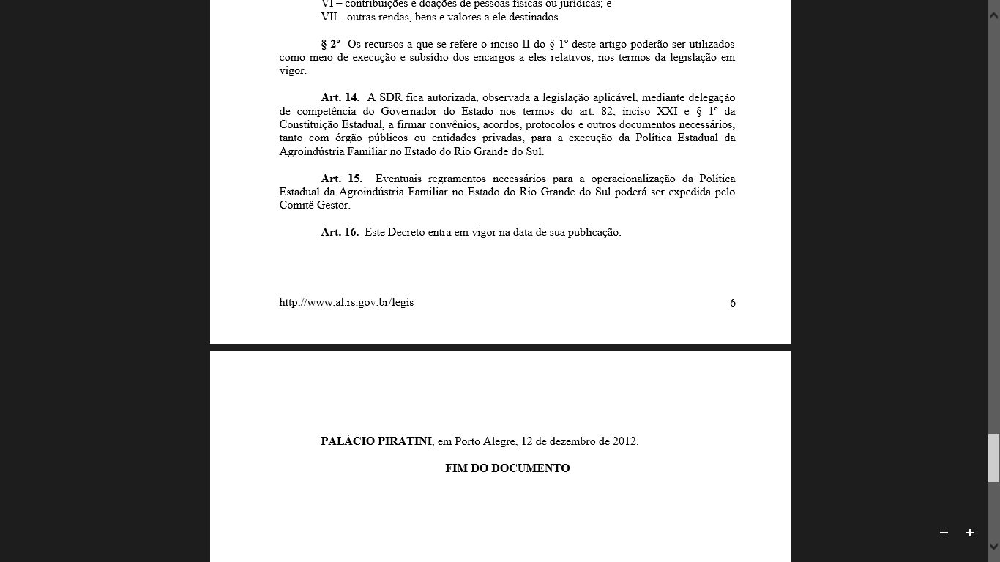 VI – contribuições e doações de pessoas físicas ou jurídicas; e
VII - outras rendas, bens e valores a ele destinados.
§ 2º Os recursos a que se refere o inciso II do § 1º deste artigo poderão ser utilizados
como meio de execução e subsídio dos encargos a eles relativos, nos termos da legislação em
vigor.
Art. 14. A SDR fica autorizada, observada a legislação aplicável, mediante delegação
de competência do Governador do Estado nos termos do art. 82, inciso XXI e § 1º da
Constituição Estadual, a firmar convênios, acordos, protocolos e outros documentos necessários,
tanto com órgão públicos ou entidades privadas, para a execução da Política Estadual da
Agroindústria Familiar no Estado do Rio Grande do Sul.
Art. 15. Eventuais regramentos necessários para a operacionalização da Política
Estadual da Agroindústria Familiar no Estado do Rio Grande do Sul poderá ser expedida pelo
Comitê Gestor.
Art. 16. Este Decreto entra em vigor na data de sua publicação.
http://www.al.rs.gov.br/legis 6
PALÁCIO PIRATINI, em Porto Alegre, 12 de dezembro de 2012.
FIM DO DOCUMENTO